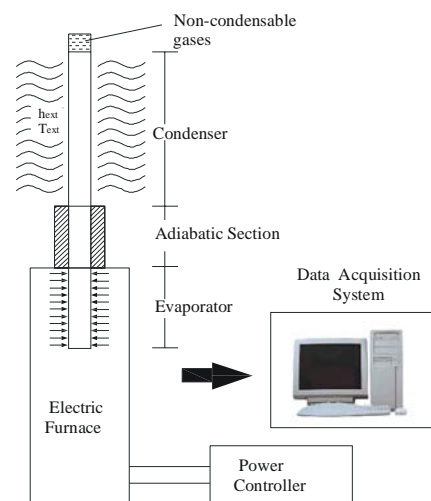 Non-condensable
gases
hext
Text
Condenser
Adiabatic Section
Evaporator
Data Acquisition
System
Electric
Furnace
Power
Controller